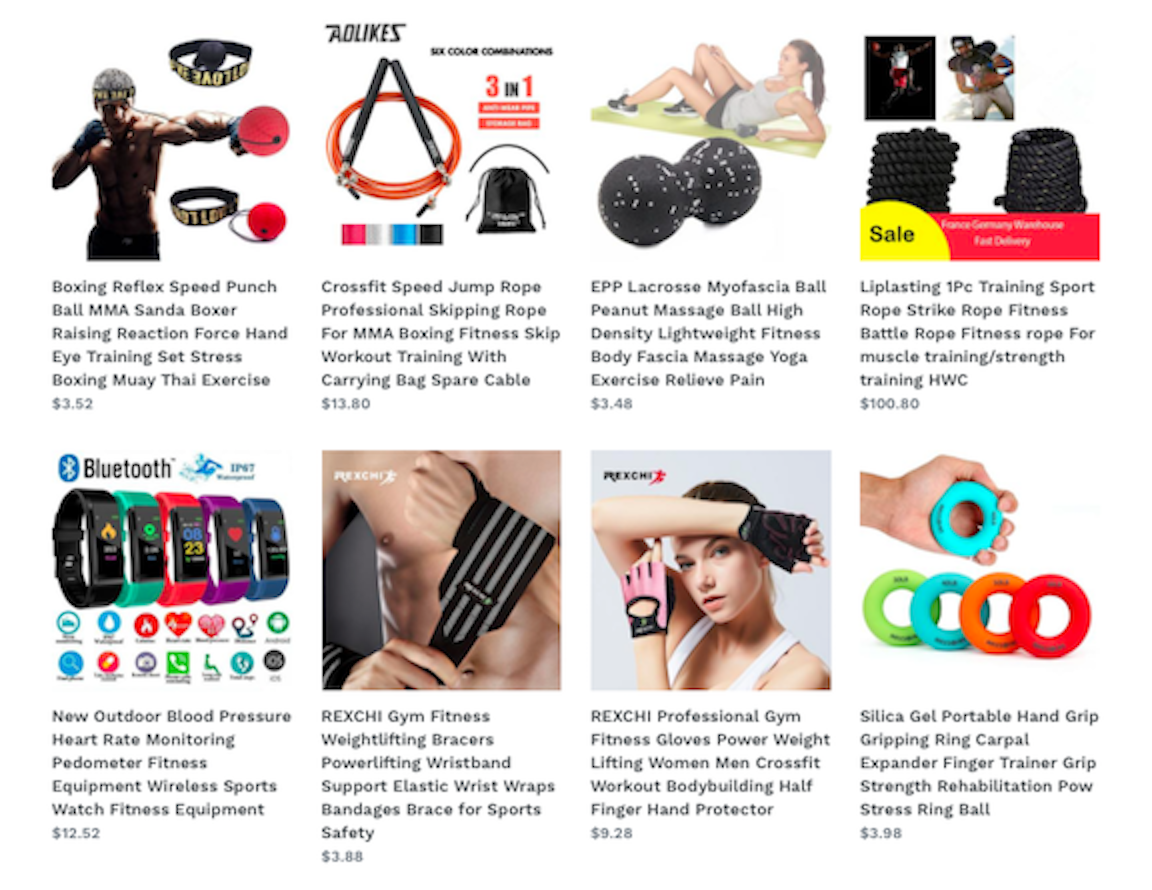 AOLIKES
SIX COLOR COMBINATIONS
3 IN 1
ANTI-WEAR PIPE
STORAGE BAG
Sale
France Germany Warehouse
Fast Delivery
Boxing Reflex Speed Punch
Ball MMA Sanda Boxer
Raising Reaction Force Hand
Eye Training Set Stress
Boxing Muay Thai Exercise
$3.52
Crossfit Speed Jump Rope
Professional Skipping Rope
For MMA Boxing Fitness Skip
Workout Training With
Carrying Bag Spare Cable
$13.80
EPP Lacrosse Myofascia Ball
Peanut Massage Ball High
Density Lightweight Fitness
Body Fascia Massage Yoga
Exercise Relieve Pain
$3.48
Liplasting 1Pc Training Sport
Rope Strike Rope Fitness
Battle Rope Fitness rope For
muscle training/strength
training HWC
$100.80
Bluetooth™
IP67
Waterproof
08
23
Android
iOS
REXCHI
REXCHI
New Outdoor Blood Pressure
Heart Rate Monitoring
Pedometer Fitness
Equipment Wireless Sports
Watch Fitness Equipment
$12.52
REXCHI Gym Fitness
Weightlifting Bracers
Powerlifting Wristband
Support Elastic Wrist Wraps
Bandages Brace for Sports
Safety
$3.88
REXCHI Professional Gym
Fitness Gloves Power Weight
Lifting Women Men Crossfit
Workout Bodybuilding Half
Finger Hand Protector
$9.28
Silica Gel Portable Hand Grip
Gripping Ring Carpal
Expander Finger Trainer Grip
Strength Rehabilitation Pow
Stress Ring Ball
$3.98